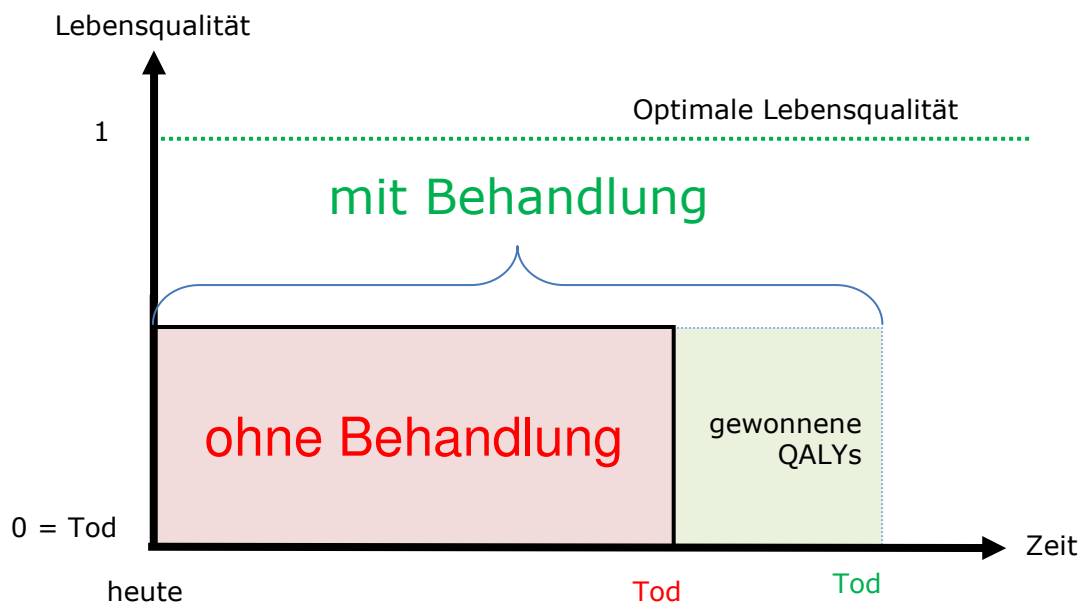 Lebensqualität
Optimale Lebensqualität
1
mit Behandlung
ohne Behandlung
gewonnene
QALYs
0 = Tod
Zeit
heute
Tod
Tod